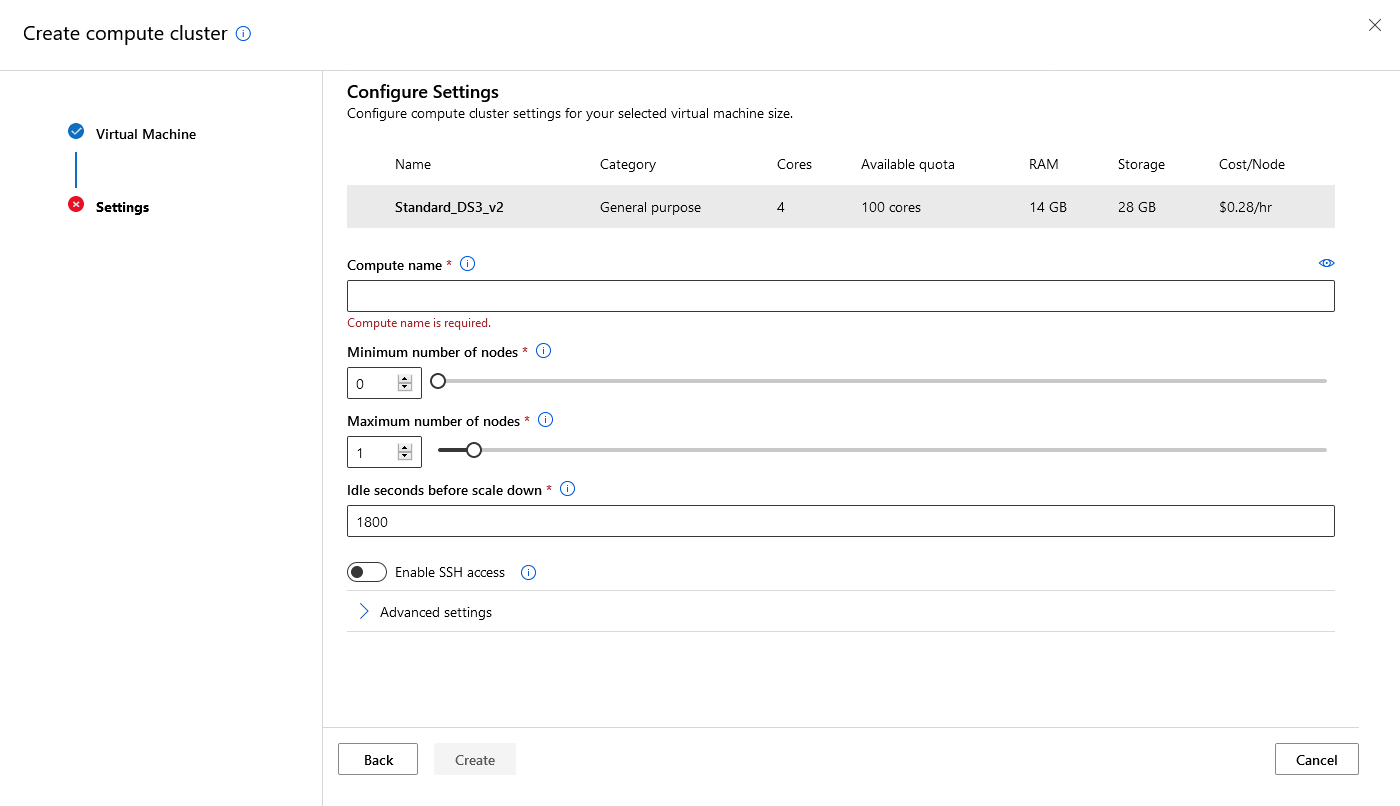 Create compute cluster
Virtual Machine
Settings
Configure Settings
Configure compute cluster settings for your selected virtual machine size.
Name Category Cores Available quota RAM Storage Cost/Node
Standard_DS3_v2 General purpose 4 100 cores 14 GB 28 GB $0.28/hr
Compute name *
Compute name is required.
Minimum number of nodes *
0
Maximum number of nodes *
1
Idle seconds before scale down *
1800
Enable SSH access
Advanced settings
Back Create Cancel